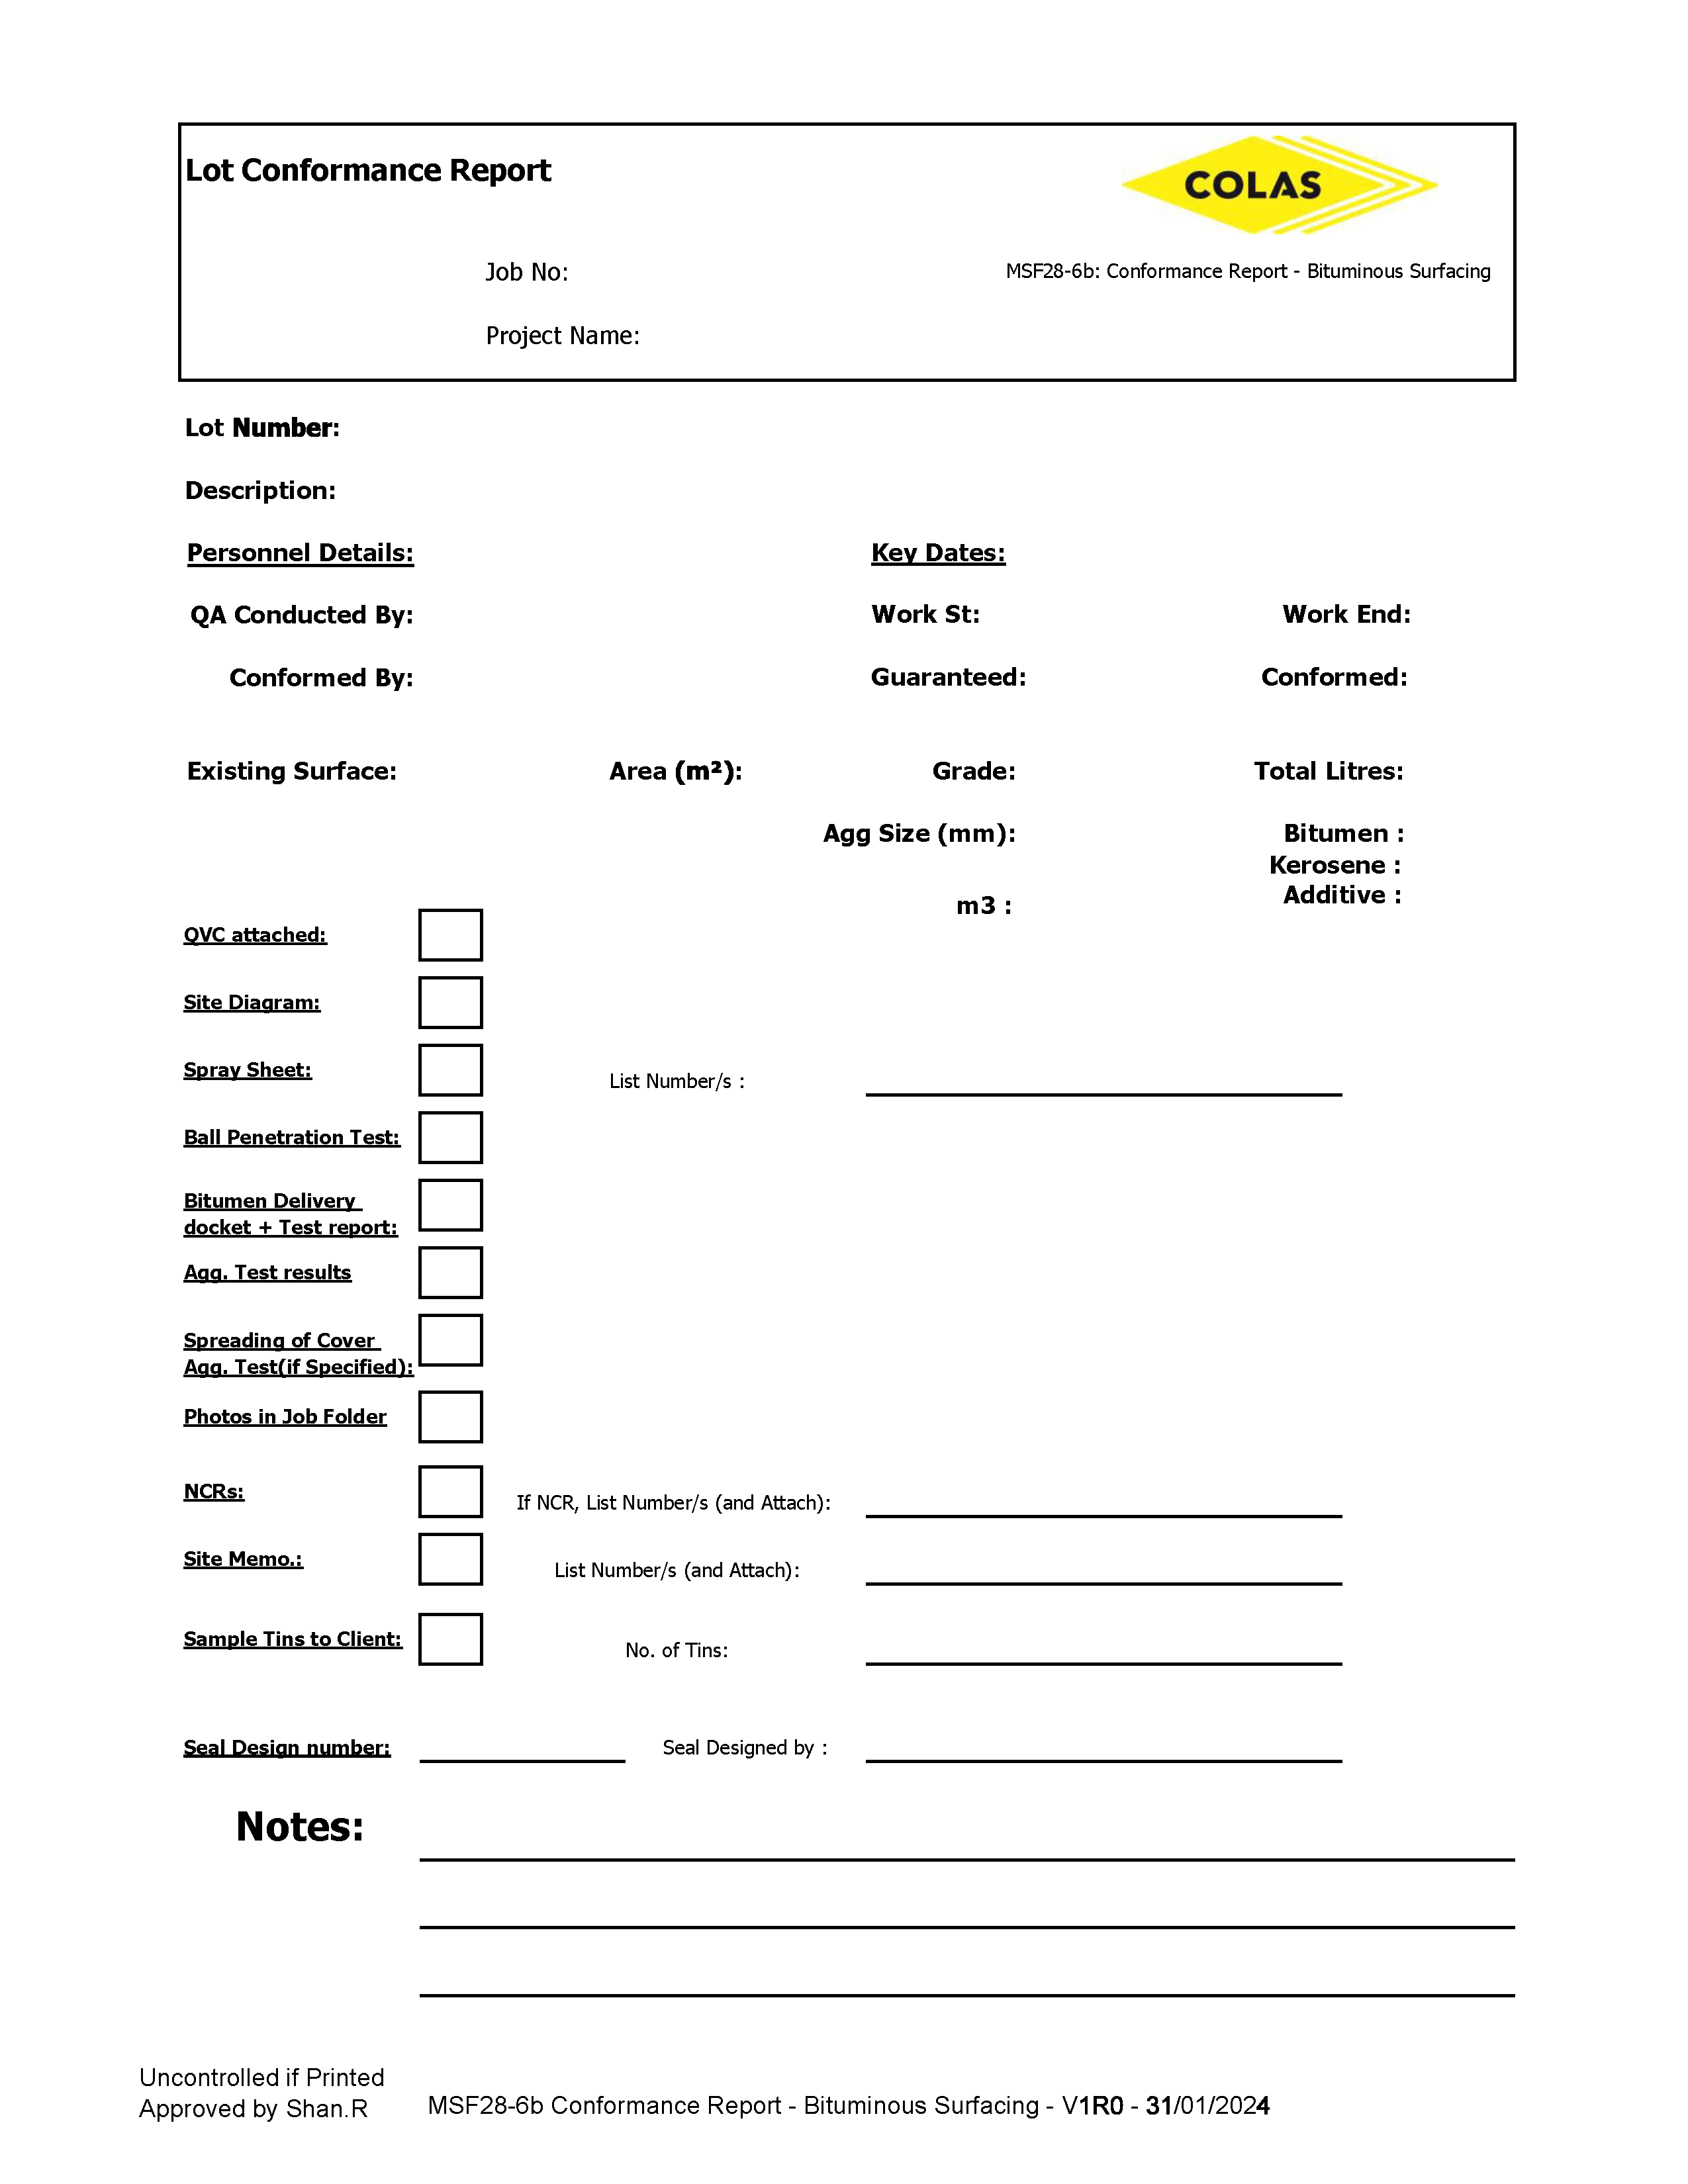 Lot Conformance Report
COLAS
Job No:
MSF28-6b: Conformance Report - Bituminous Surfacing
Project Name:
Lot Number:
Description:
Personnel Details:
Key Dates:
QA Conducted By:
Work St:
Work End:
Conformed By:
Guaranteed:
Conformed:
Existing Surface:
Area (m²):
Grade:
Total Litres:
Agg Size (mm):
Bitumen :
Kerosene :
m3 :
Additive :
QVC attached:
Site Diagram:
Spray Sheet:
List Number/s :
Ball Penetration Test:
Bitumen Delivery
docket + Test report:
Agg. Test results
Spreading of Cover
Agg. Test(if Specified):
Photos in Job Folder
NCRs:
If NCR, List Number/s (and Attach):
Site Memo.:
List Number/s (and Attach):
Sample Tins to Client:
No. of Tins:
Seal Design number:
Seal Designed by :
Notes:
Uncontrolled if Printed
Approved by Shan.R
MSF28-6b Conformance Report - Bituminous Surfacing - V1R0 - 31/01/2024